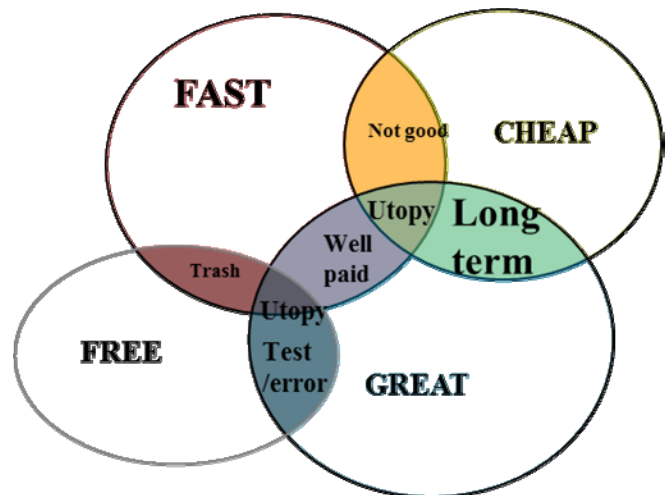 FAST
Not good
CHEAP
Utopy
Long
term
Well
paid
Trash
Utopy
FREE
Test
/error
GREAT